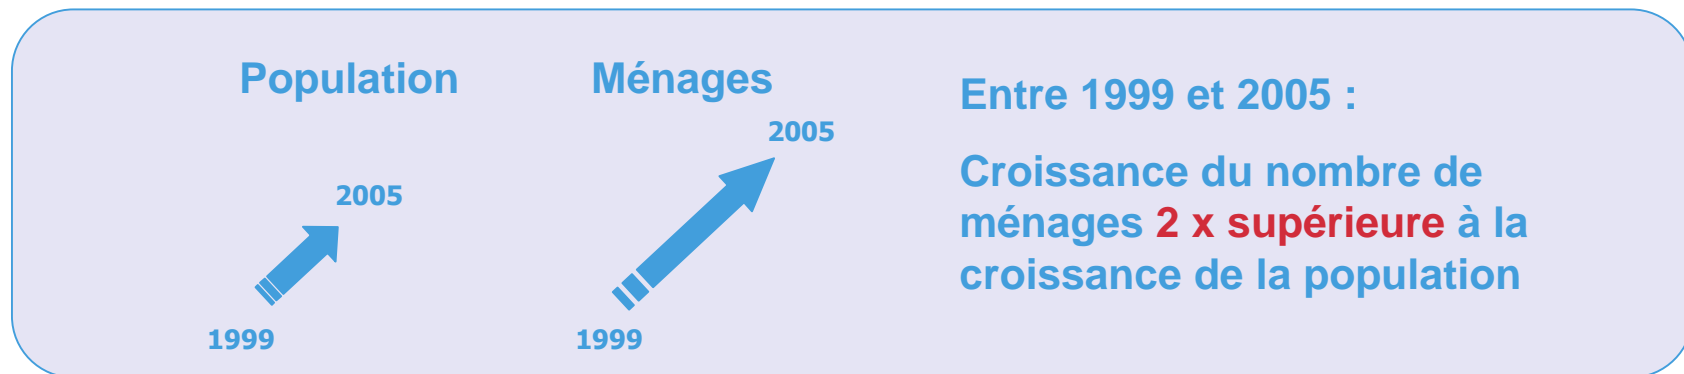 Population
2005
1999
Ménages
2005
1999
Entre 1999 et 2005 :
Croissance du nombre de
ménages 2 x supérieure à la
croissance de la population